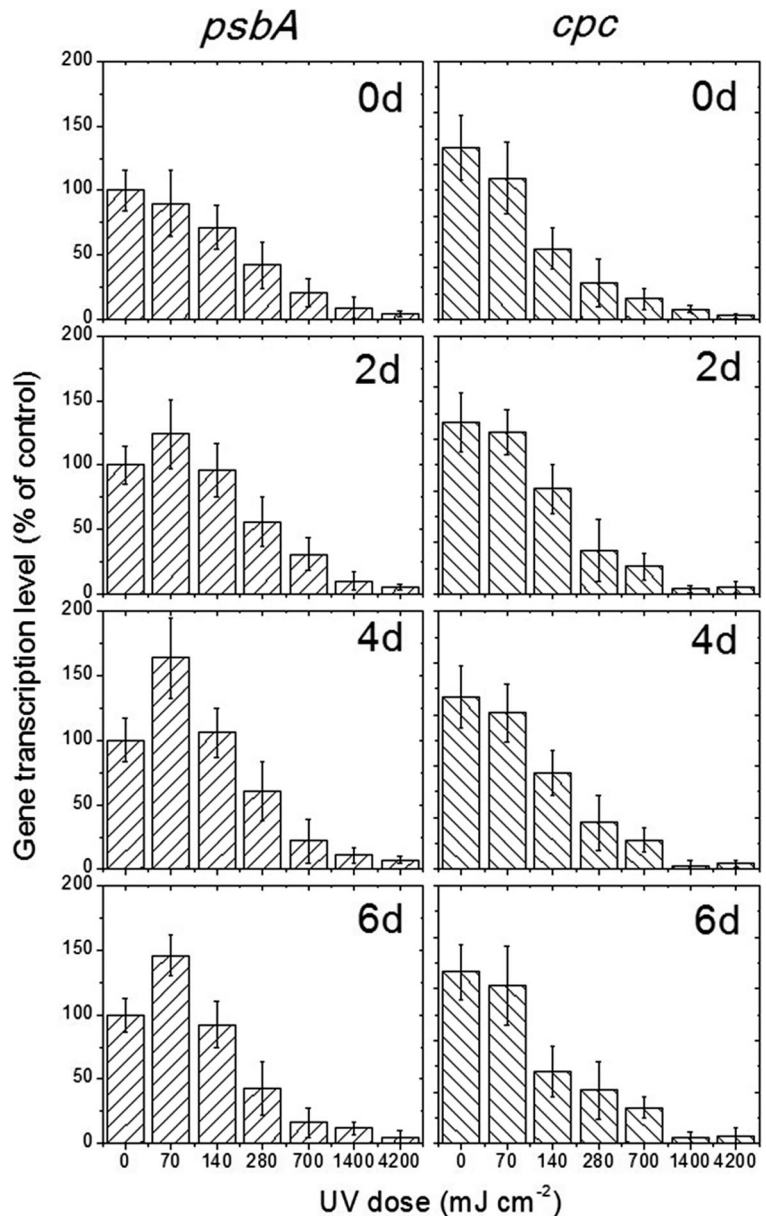 psbA cpc
200 0d 0d
150
100
50
0
200 2d 2d
150
100
50
0
200 4d 4d
150
100
50
0
200 6d 6d
150
100
50
0
0 70 140 280 700 1400 4200 0 70 140 280 700 1400 4200
Gene transcription level (% of control)
UV dose (mJ cm⁻²)